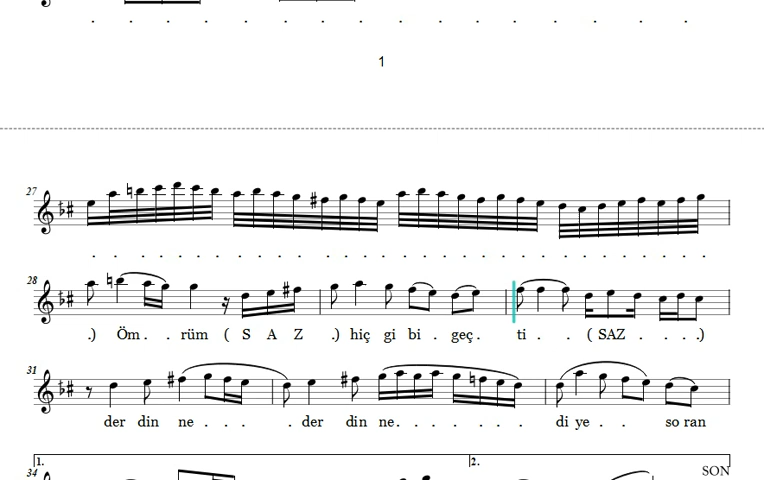 . . . . . . . . . . . . . .
1
27
. . . . . . . . . . . . . . . . . . . . . . .
28
.) Öm . . rüm ( S A Z .) hiç gi bi . geç . ti . . ( SAZ . . . .)
31
der din ne . . . . der din ne . . . . . . . di ye . . so ran
1. 2. SON
34